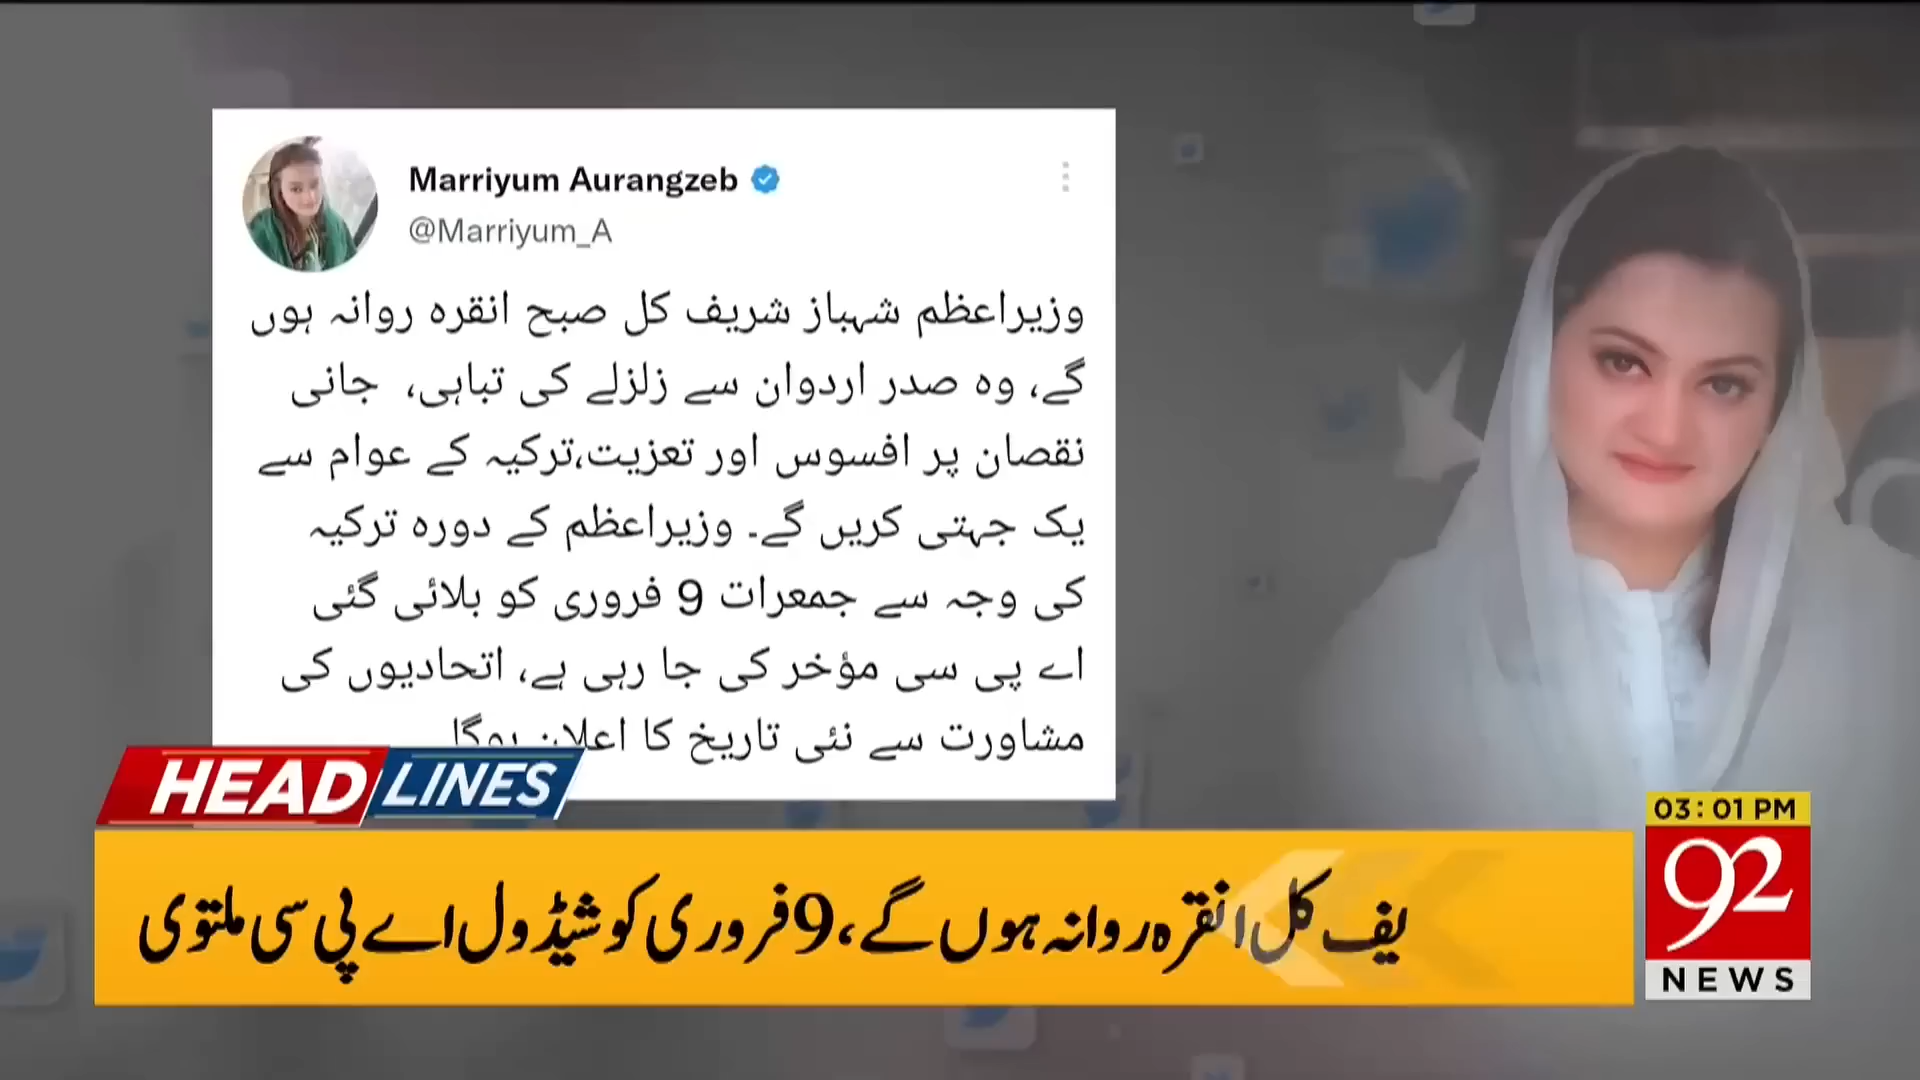 Marriyum Aurangzeb
@Marriyum_A
وزیراعظم شہباز شریف کل صبح انقرہ روانہ ہوں
گے، وہ صدر اردوان سے زلزلے کی تباہی، جانی
نقصان پر افسوس اور تعزیت،ترکیہ کے عوام سے
یک جہتی کریں گے۔ وزیراعظم کے دورہ ترکیہ
کی وجہ سے جمعرات 9 فروری کو بلائی گئی
اے پی سی مؤخر کی جا رہی ہے، اتحادیوں کی
مشاورت سے نئی تاریخ کا اعلان ہوگا
HEADLINES
یف کل انقرہ روانہ ہوں گے، 9 فروری کو شیڈول اے پی سی ملتوی
03:01 PM
92
NEWS